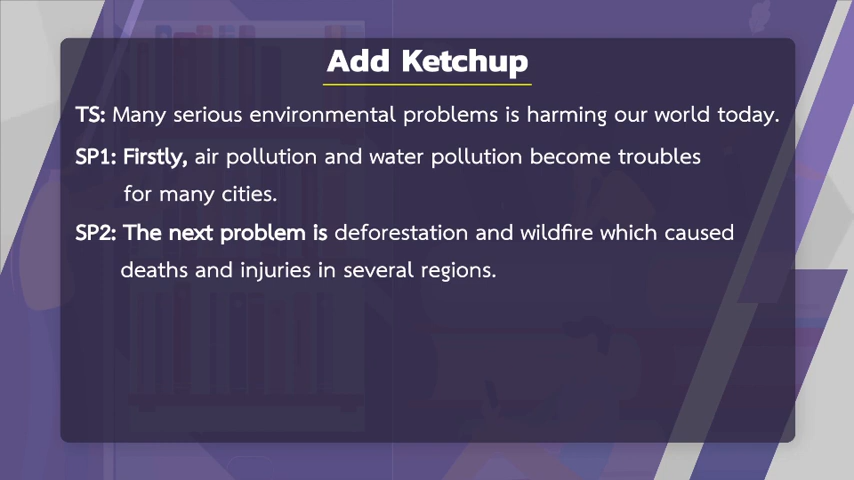 Add Ketchup
TS: Many serious environmental problems is harming our world today.
SP1: Firstly, air pollution and water pollution become troubles
for many cities.
SP2: The next problem is deforestation and wildfire which caused
deaths and injuries in several regions.